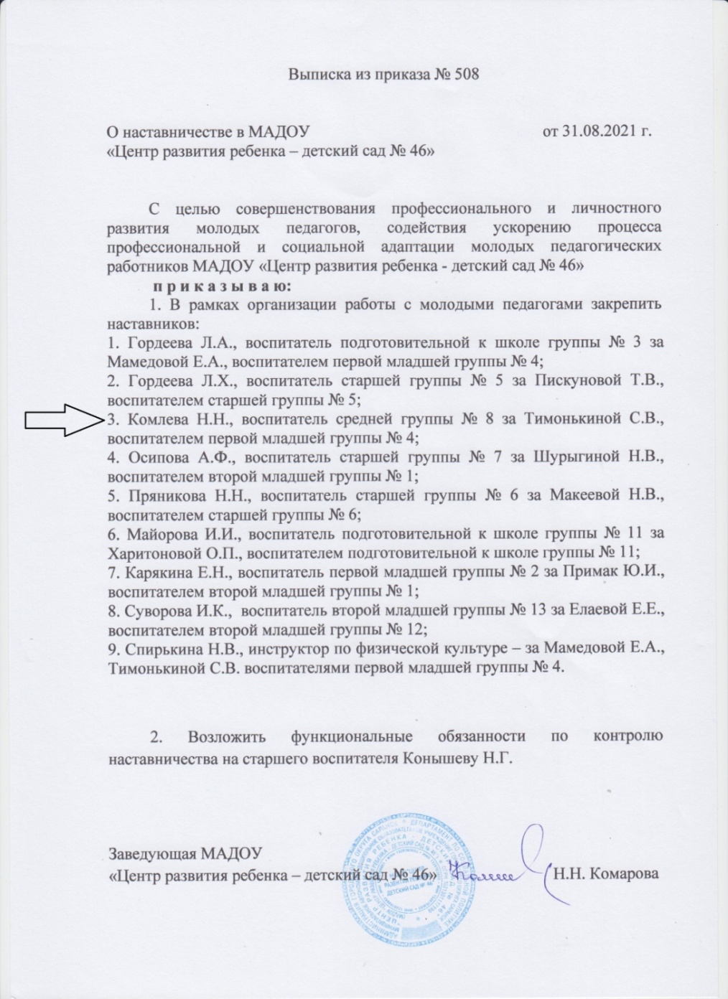 Выписка из приказа № 508
О наставничестве в МАДОУ от 31.08.2021 г.
«Центр развития ребенка – детский сад № 46»
С целью совершенствования профессионального и личностного
развития молодых педагогов, содействия ускорению процесса
профессиональной и социальной адаптации молодых педагогических
работников МАДОУ «Центр развития ребенка - детский сад № 46»
п р и к а з ы в а ю:
1. В рамках организации работы с молодыми педагогами закрепить
наставников:
1. Гордеева Л.А., воспитатель подготовительной к школе группы № 3 за
Мамедовой Е.А., воспитателем первой младшей группы № 4;
2. Гордеева Л.Х., воспитатель старшей группы № 5 за Пискуновой Т.В.,
воспитателем старшей группы № 5;
3. Комлева Н.Н., воспитатель средней группы № 8 за Тимонькиной С.В.,
воспитателем первой младшей группы № 4;
4. Осипова А.Ф., воспитатель старшей группы № 7 за Шурыгиной Н.В.,
воспитателем второй младшей группы № 1;
5. Пряникова Н.Н., воспитатель старшей группы № 6 за Макеевой Н.В.,
воспитателем старшей группы № 6;
6. Майорова И.И., воспитатель подготовительной к школе группы № 11 за
Харитоновой О.П., воспитателем подготовительной к школе группы № 11;
7. Карякина Е.Н., воспитатель первой младшей группы № 2 за Примак Ю.И.,
воспитателем второй младшей группы № 1;
8. Суворова И.К., воспитатель второй младшей группы № 13 за Елаевой Е.Е.,
воспитателем второй младшей группы № 12;
9. Спирькина Н.В., инструктор по физической культуре – за Мамедовой Е.А.,
Тимонькиной С.В. воспитателями первой младшей группы № 4.
2. Возложить функциональные обязанности по контролю
наставничества на старшего воспитателя Конышеву Н.Г.
Заведующая МАДОУ
«Центр развития ребенка – детский сад № 46» Н.Н. Комарова
ДЕТСКИЙ САД № 46